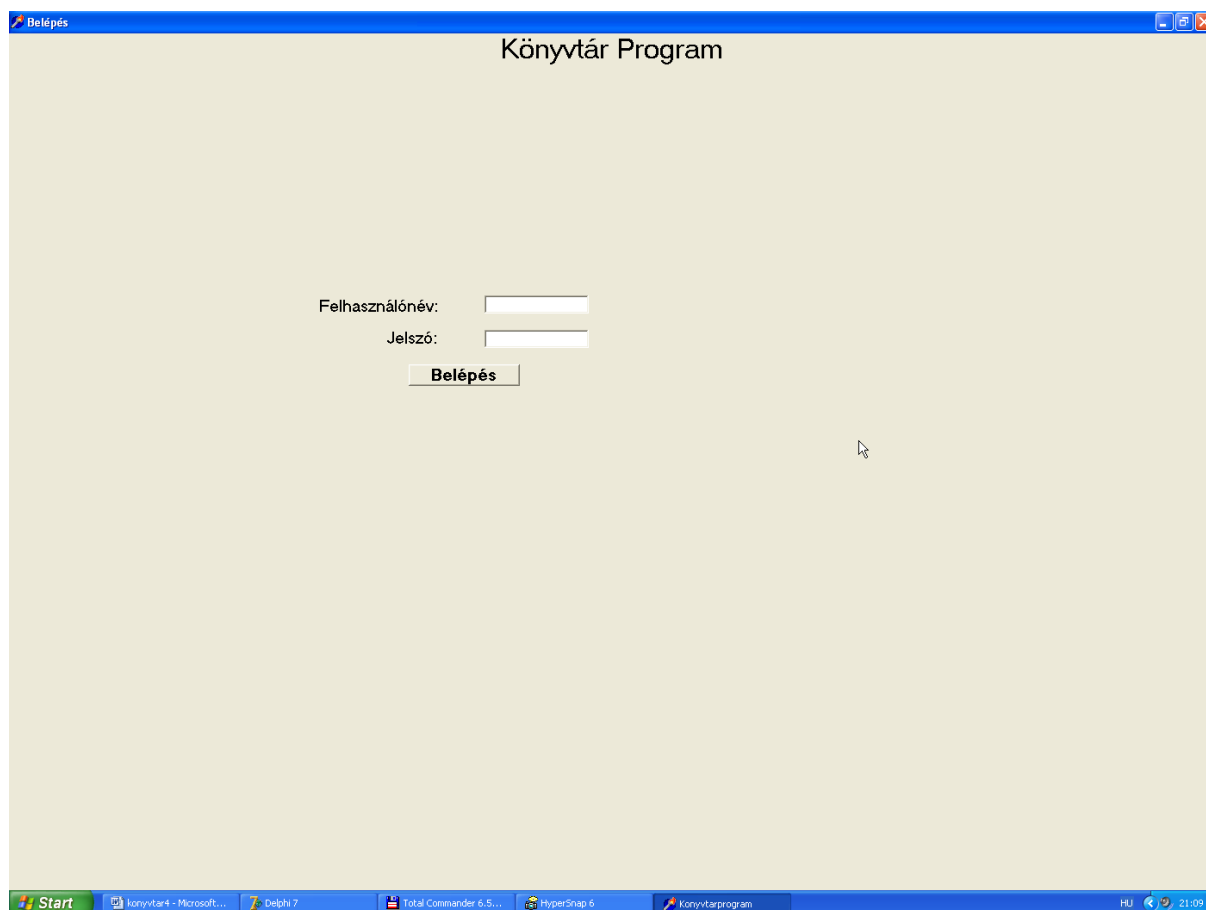 Belépés
Könyvtár Program
Felhasználónév:
Jelszó:
Belépés
Start konyvtar4 - Microsoft... Delphi 7 Total Commander 6.5... HyperSnap 6 Konyvtarprogram HU 21:09